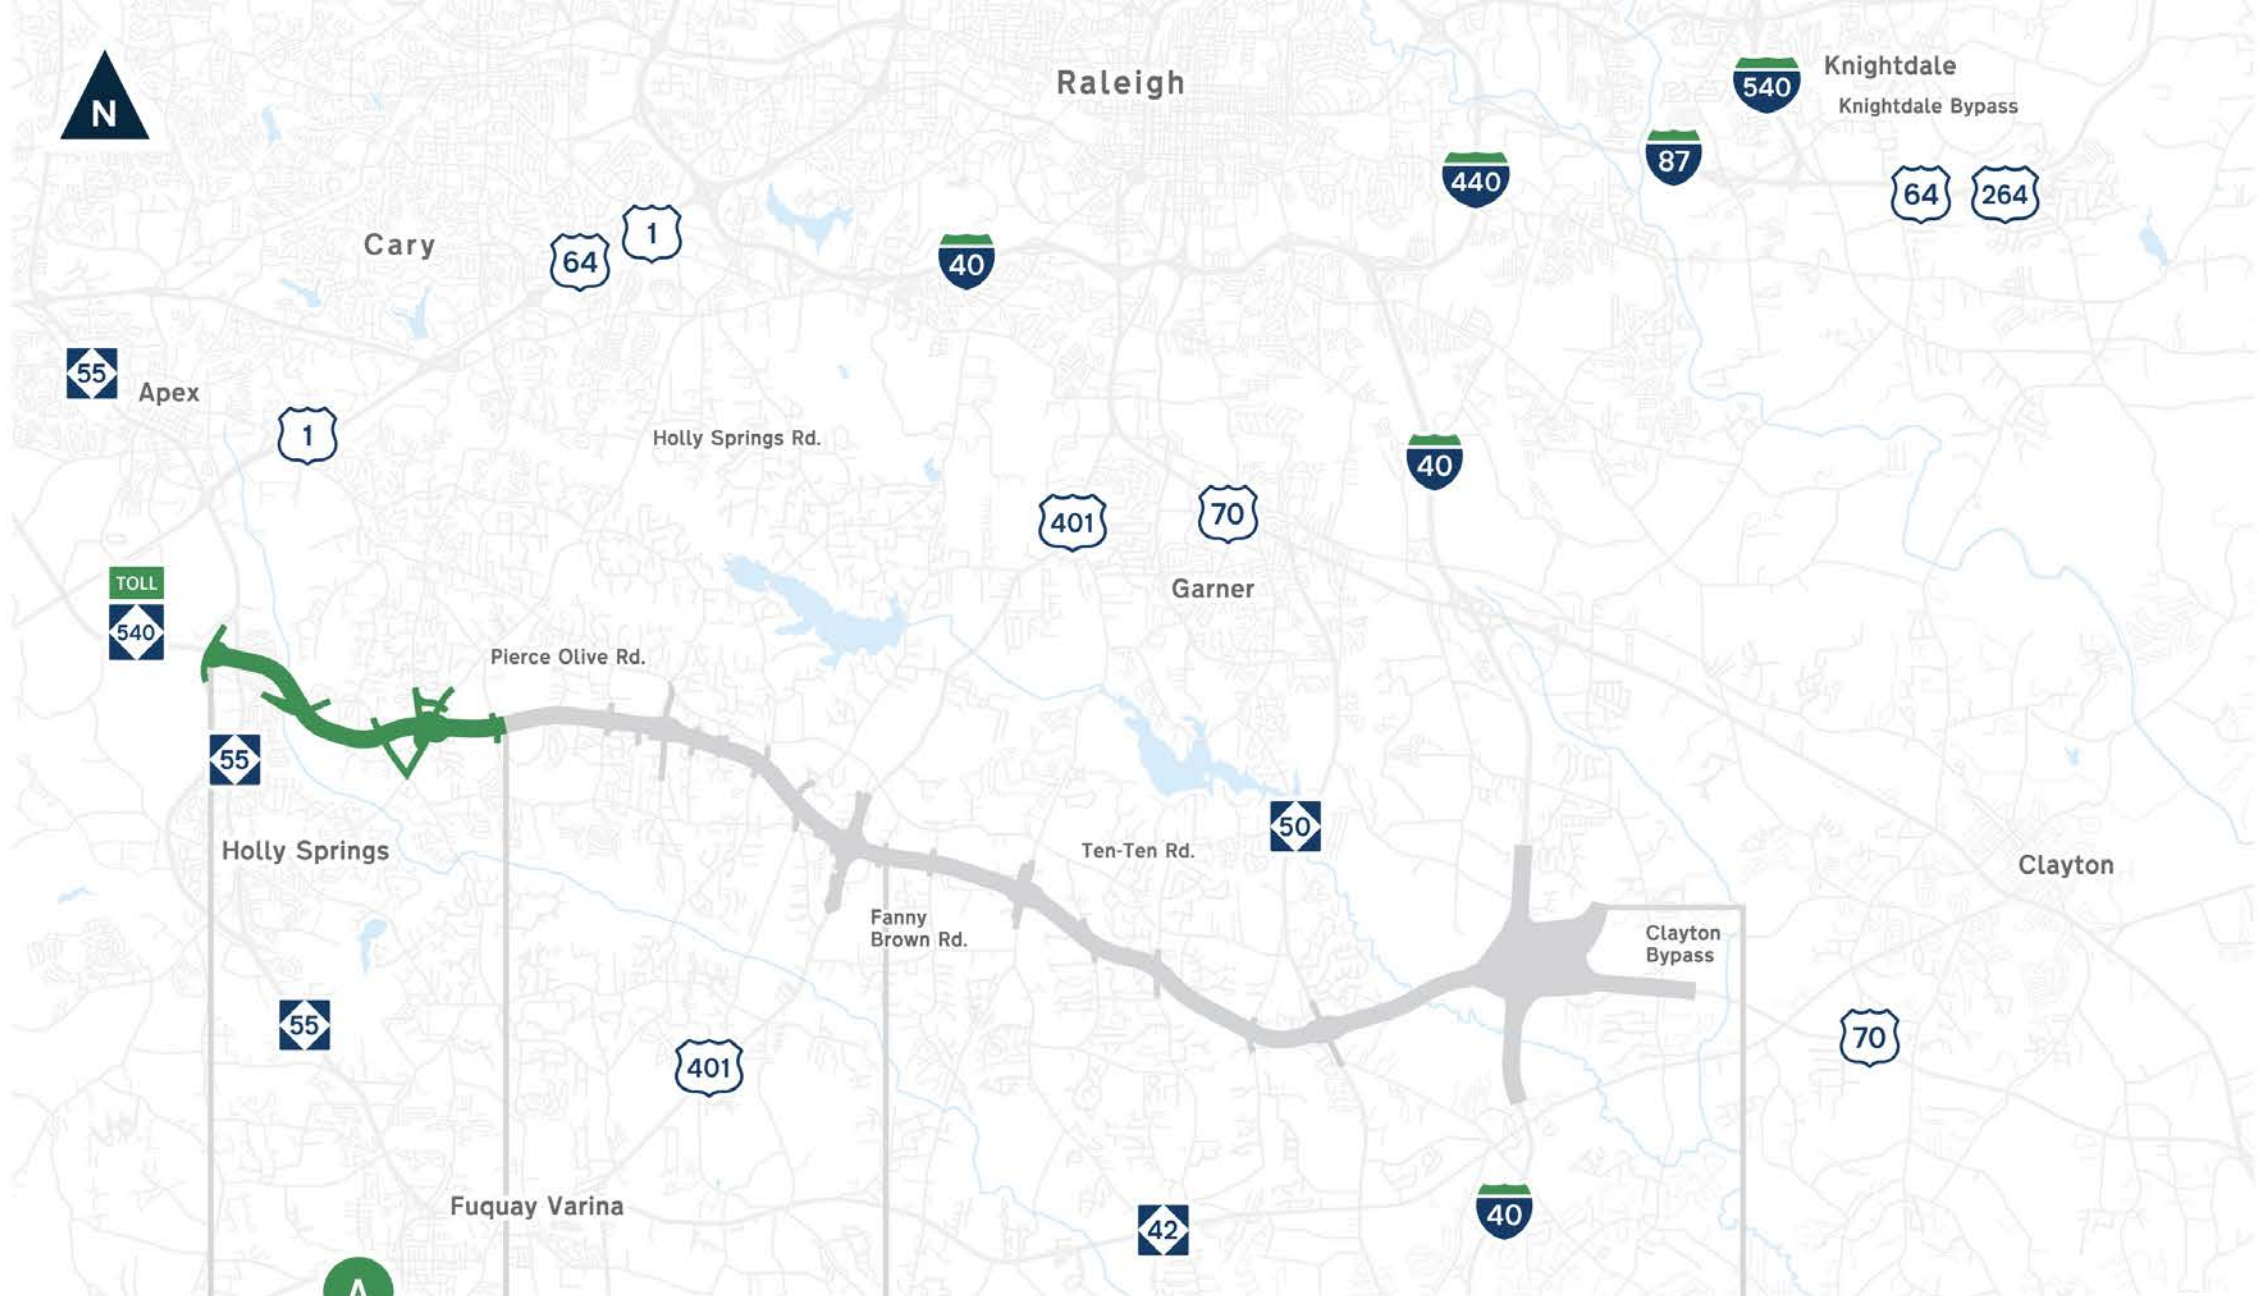 N
Raleigh
540
Knightdale
Knightdale Bypass
87
440
64
264
1
64
Cary
40
55
Apex
1
Holly Springs Rd.
40
401
70
Garner
TOLL
540
Pierce Olive Rd.
55
Holly Springs
50
Ten-Ten Rd.
Clayton
Fanny
Brown Rd.
Clayton
Bypass
55
401
70
Fuquay Varina
42
40
A